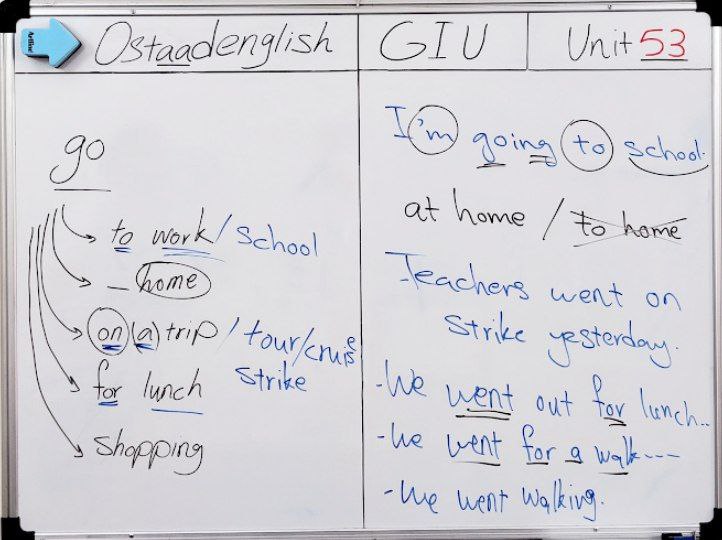 Ostaadenglish
GIU
Unit 53
go
to work / school
_ home
on (a) trip / tour/cruise
strike
for lunch
shopping
I'm going to school.
at home / to home
Teachers went on
strike yesterday.
- We went out for lunch..
- We went for a walk---
- We went walking.